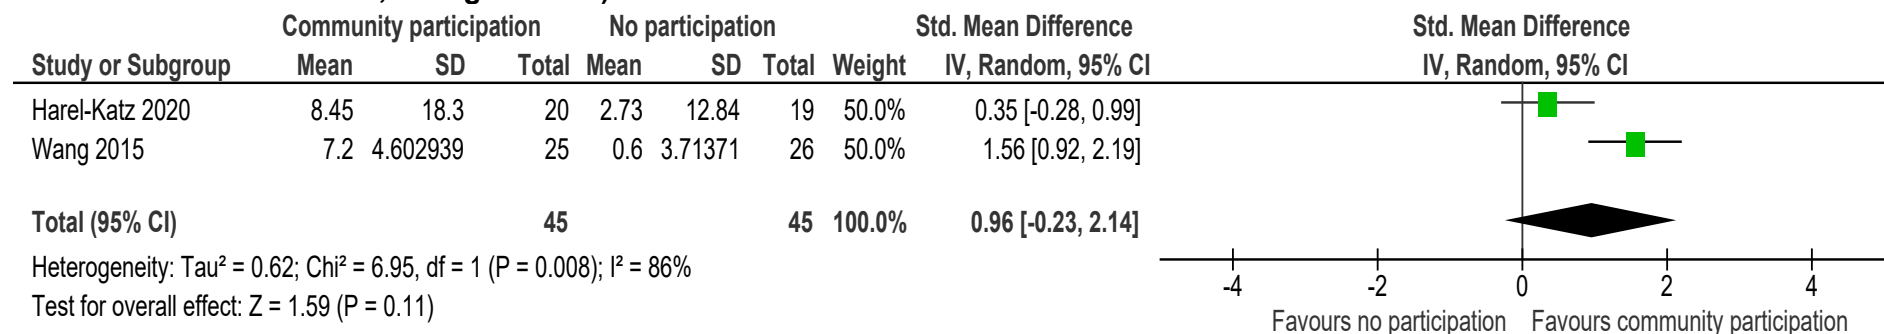 Community participation No participation Std. Mean Difference Std. Mean Difference
Study or Subgroup Mean SD Total Mean SD Total Weight IV, Random, 95% CI IV, Random, 95% CI
Harel-Katz 2020 8.45 18.3 20 2.73 12.84 19 50.0% 0.35 [-0.28, 0.99]
Wang 2015 7.2 4.602939 25 0.6 3.71371 26 50.0% 1.56 [0.92, 2.19]
Total (95% CI) 45 45 100.0% 0.96 [-0.23, 2.14]
Heterogeneity: Tau² = 0.62; Chi² = 6.95, df = 1 (P = 0.008); I² = 86%
Test for overall effect: Z = 1.59 (P = 0.11)
-4 -2 0 2 4
Favours no participation Favours community participation